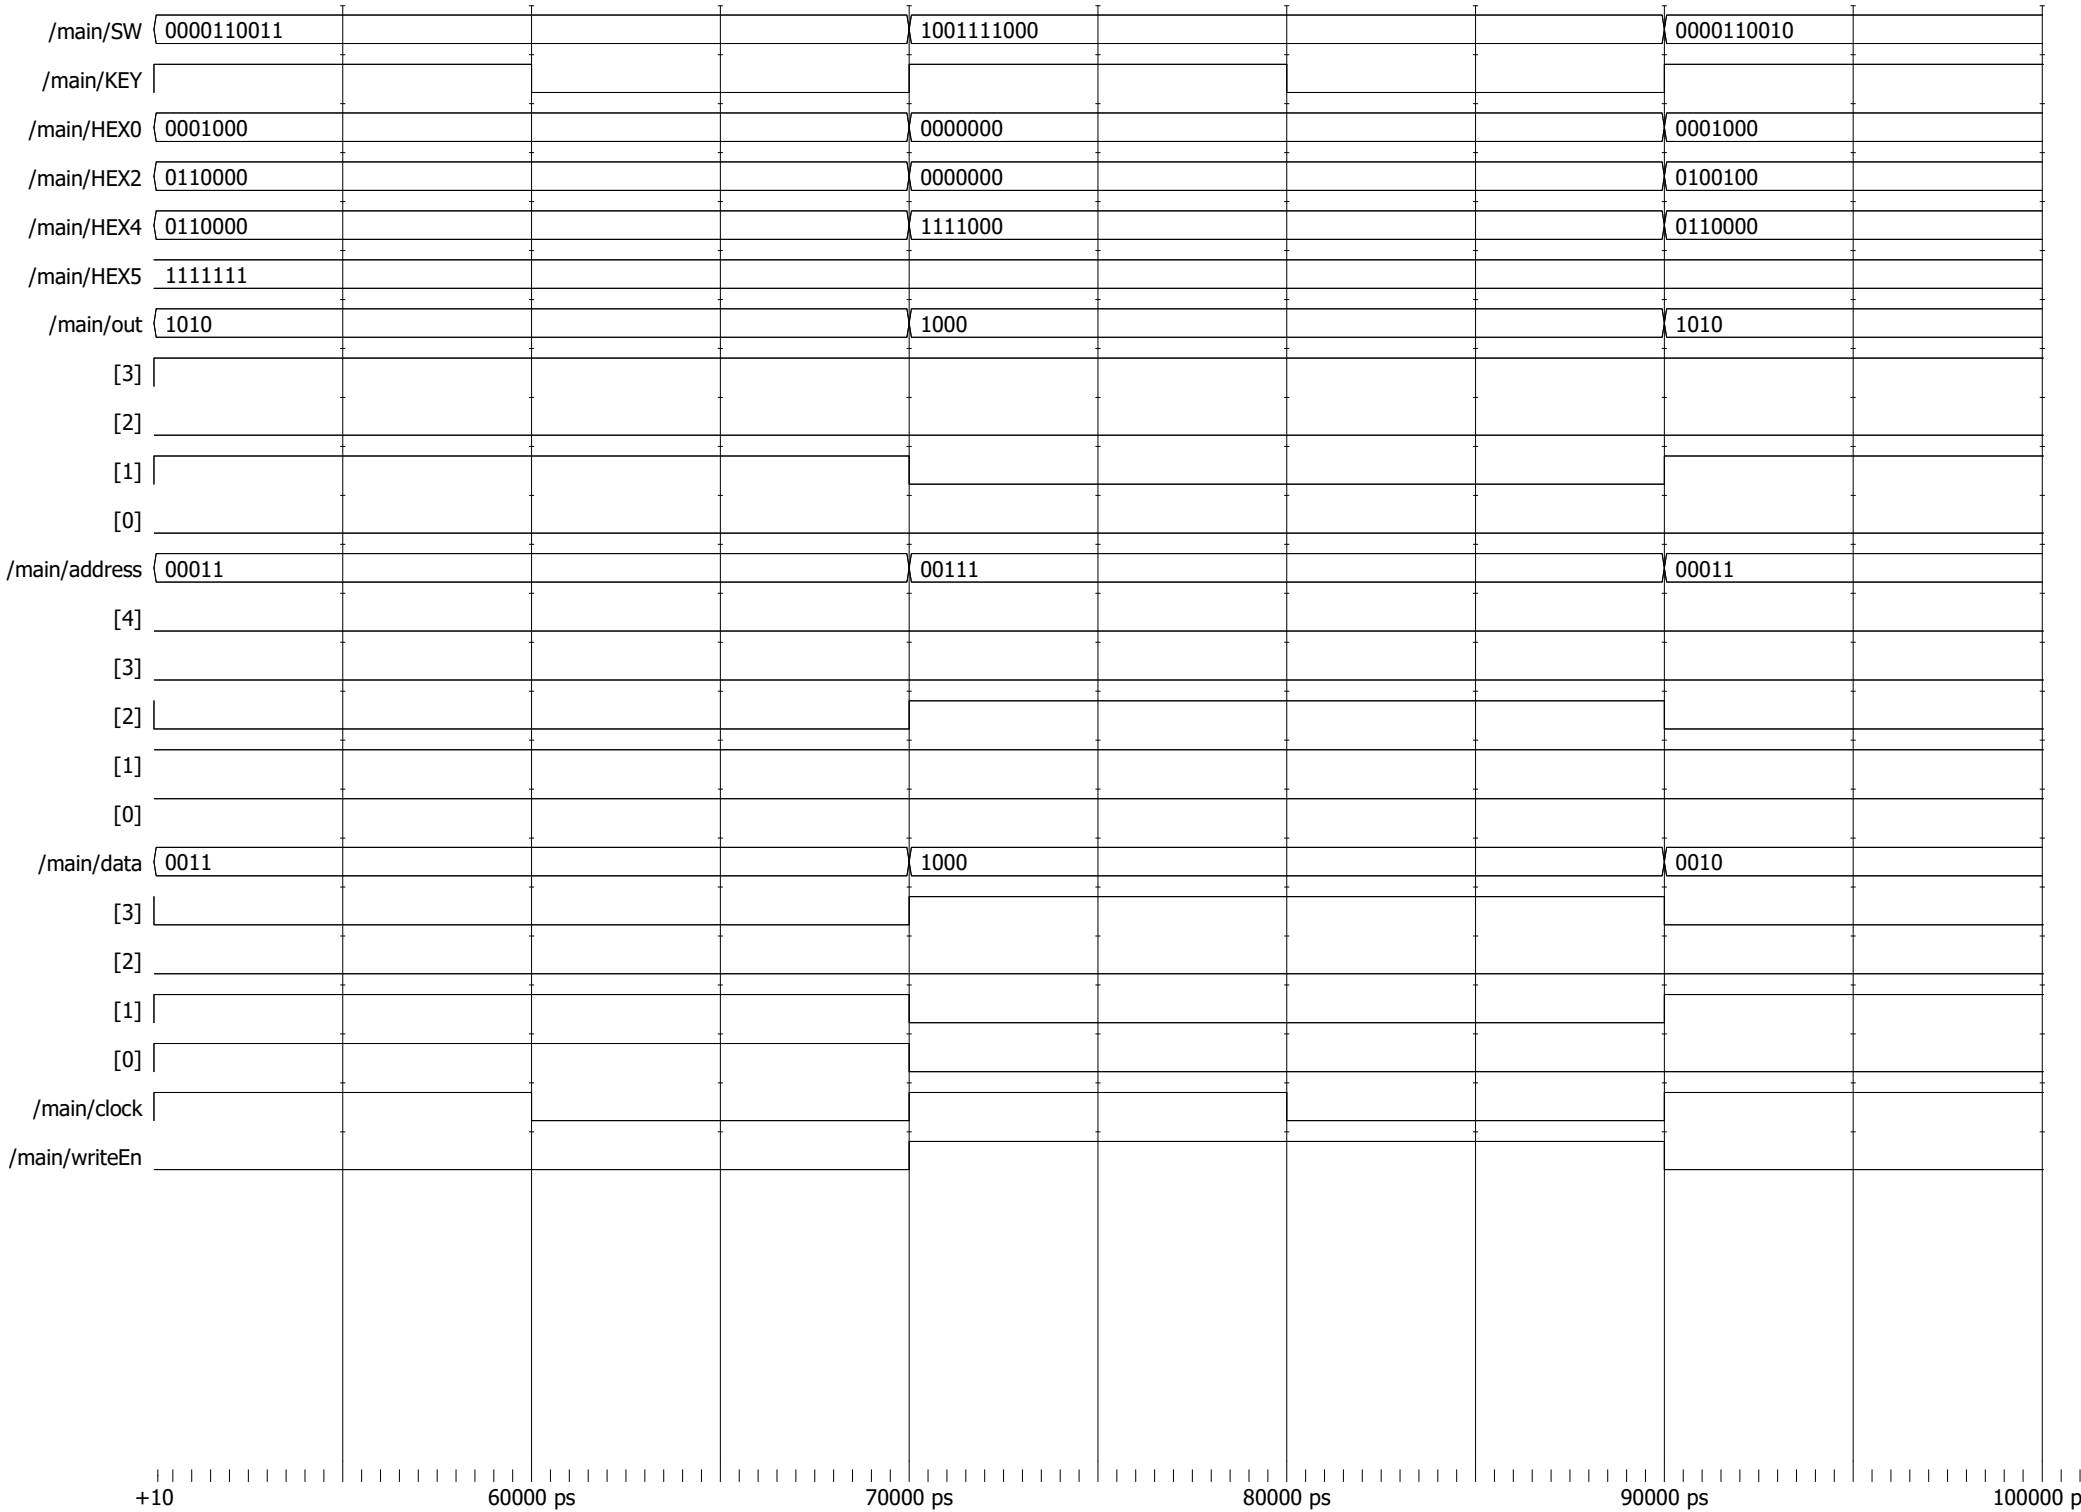 /main/SW 0000110011 1001111000 0000110010
/main/KEY
/main/HEX0 0001000 0000000 0001000
/main/HEX2 0110000 0000000 0100100
/main/HEX4 0110000 1111000 0110000
/main/HEX5 1111111
/main/out 1010 1000 1010
[3]
[2]
[1]
[0]
/main/address 00011 00111 00011
[4]
[3]
[2]
[1]
[0]
/main/data 0011 1000 0010
[3]
[2]
[1]
[0]
/main/clock
/main/writeEn
+10 60000 ps 70000 ps 80000 ps 90000 ps 100000 p